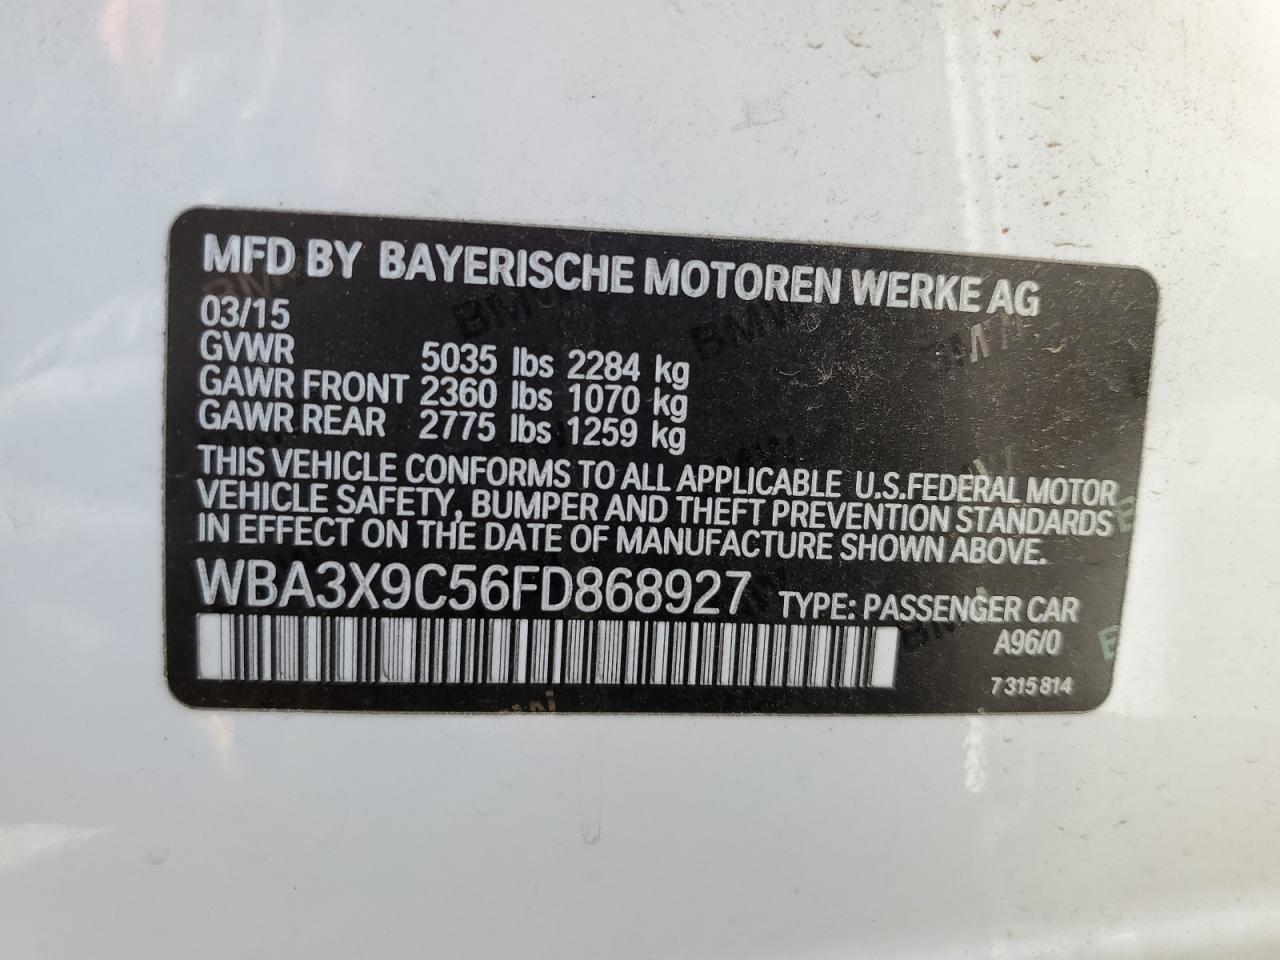 MFD BY BAYERISCHE MOTOREN WERKE AG
03/15
GVWR 5035 lbs 2284 kg
GAWR FRONT 2360 lbs 1070 kg
GAWR REAR 2775 lbs 1259 kg
THIS VEHICLE CONFORMS TO ALL APPLICABLE U.S.FEDERAL MOTOR
VEHICLE SAFETY, BUMPER AND THEFT PREVENTION STANDARDS
IN EFFECT ON THE DATE OF MANUFACTURE SHOWN ABOVE.
WBA3X9C56FD868927 TYPE: PASSENGER CAR
A96/0
7 315 814